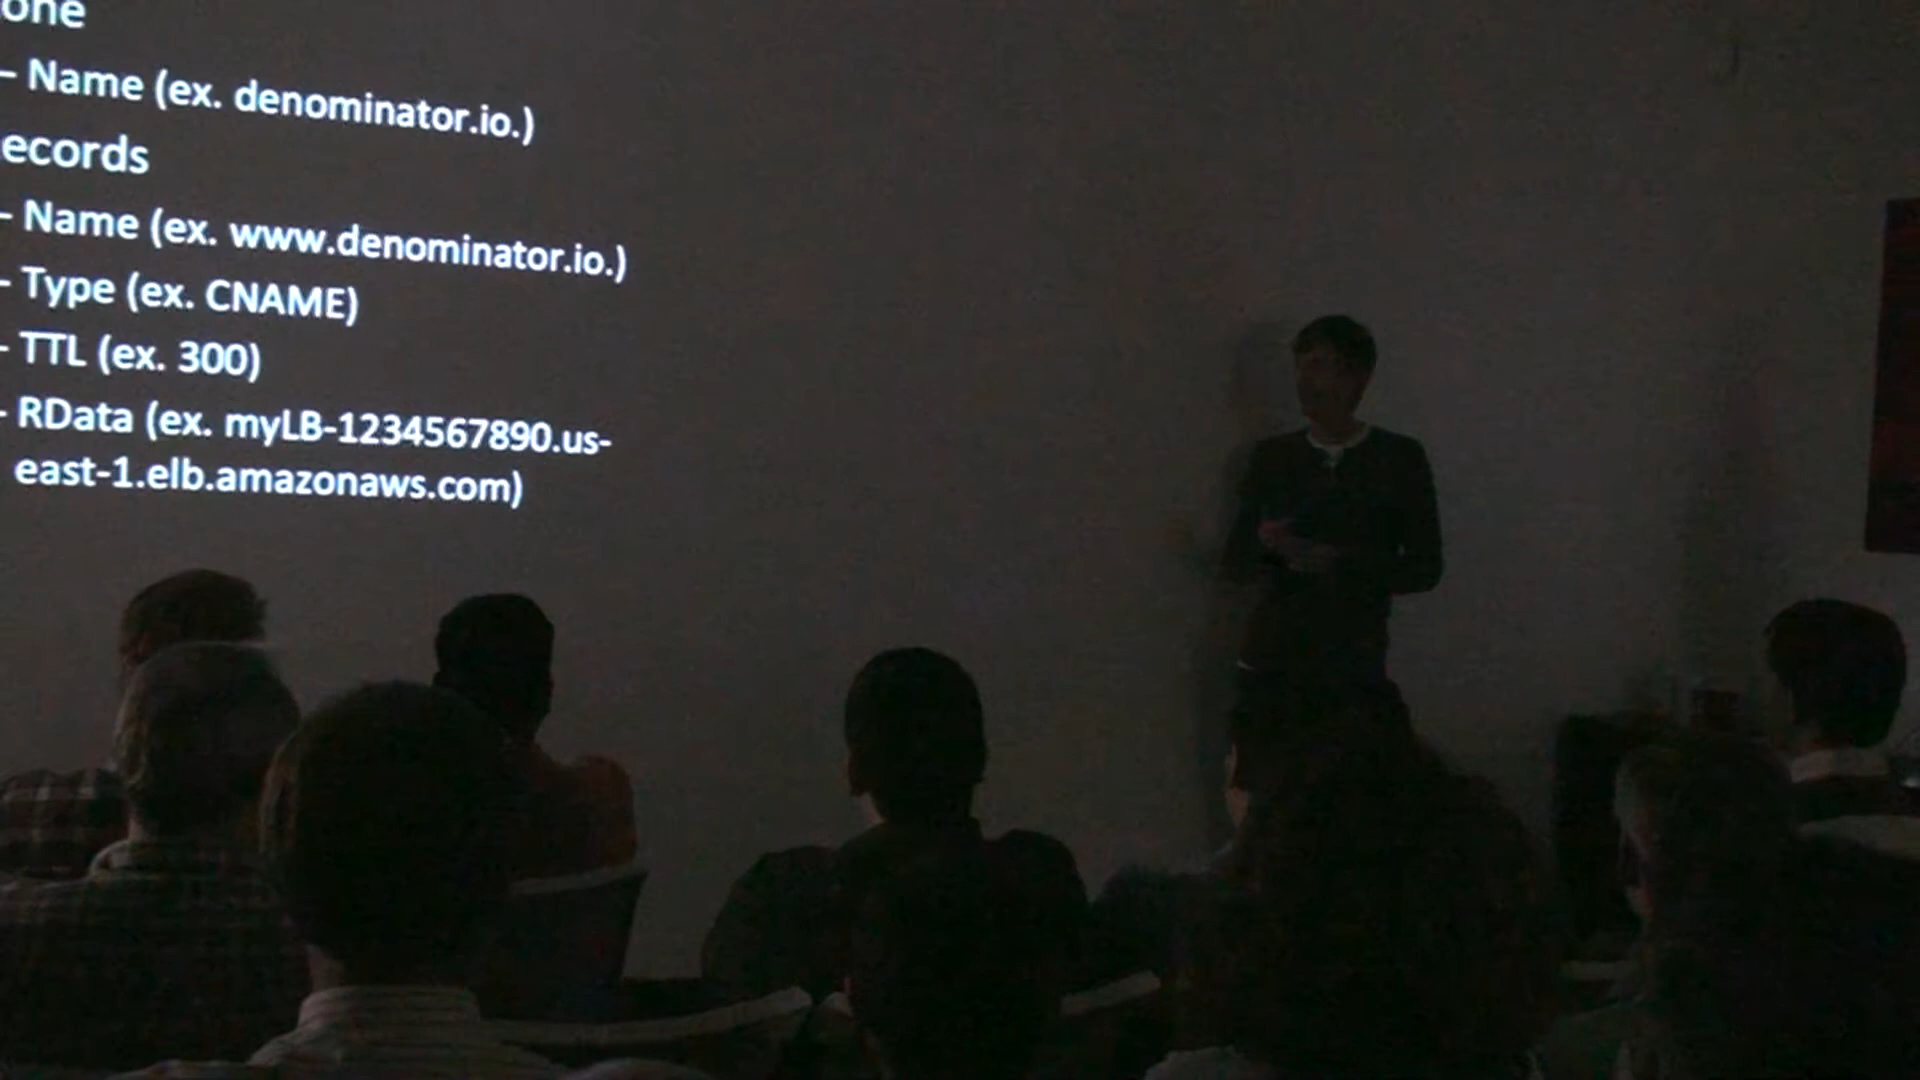 one
– Name (ex. denominator.io.)
ecords
– Name (ex. www.denominator.io.)
– Type (ex. CNAME)
– TTL (ex. 300)
– RData (ex. myLB-1234567890.us-
east-1.elb.amazonaws.com)